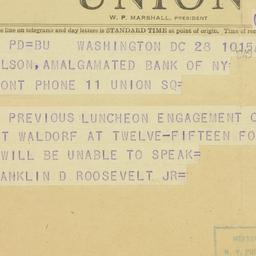 UNION
W. P. MARSHALL, PRESIDENT
e line on telegrams and day letters is STANDARD TIME at point of origin. Time of rece
PD=BU WASHINGTON DC 28 1015A
LSON, AMALGAMATED BANK OF NY=
ONT PHONE 11 UNION SQ=
PREVIOUS LUNCHEON ENGAGEMENT O
T WALDORF AT TWELVE-FIFTEEN FO
WILL BE UNABLE TO SPEAK=
ANKLIN D ROOSEVELT JR=